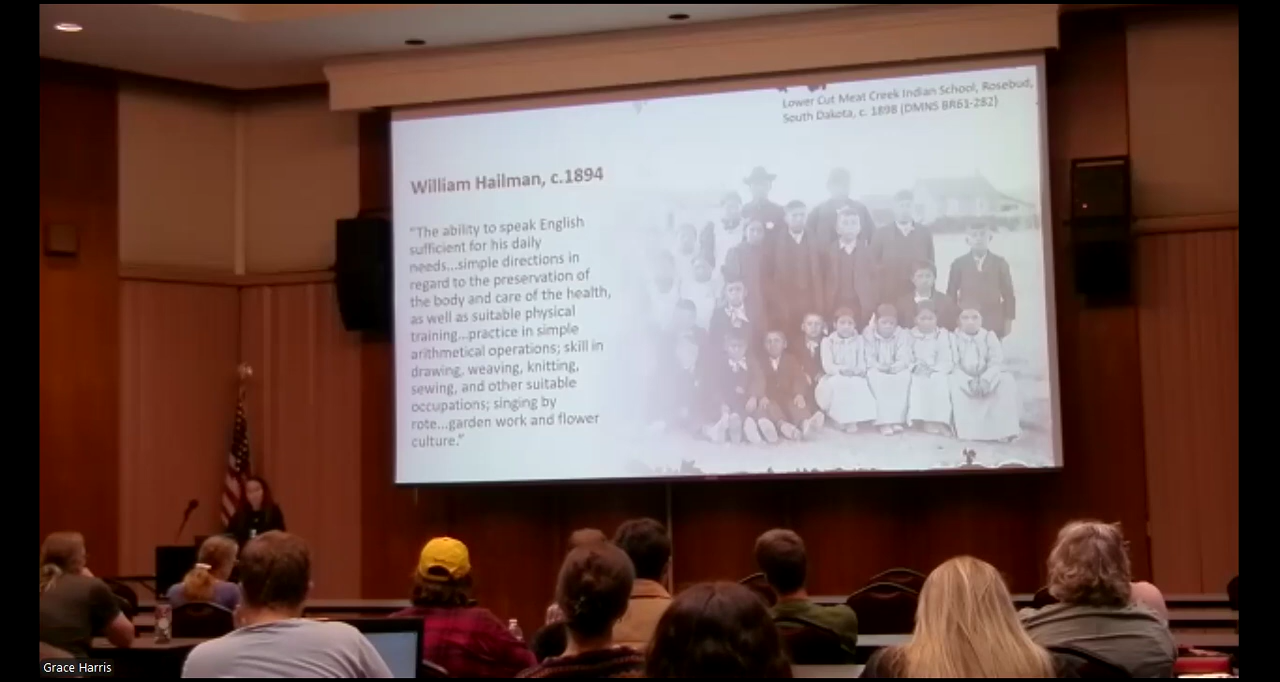 Lower Cut Meat Creek Indian School, Rosebud,
South Dakota, c. 1898 (DMNS BR61-282)
William Hailman, c.1894
"The ability to speak English
sufficient for his daily
needs...simple directions in
regard to the preservation of
the body and care of the health,
as well as suitable physical
training...practice in simple
arithmetical operations; skill in
drawing, weaving, knitting,
sewing, and other suitable
occupations; singing by
rote...garden work and flower
culture."
Grace Harris